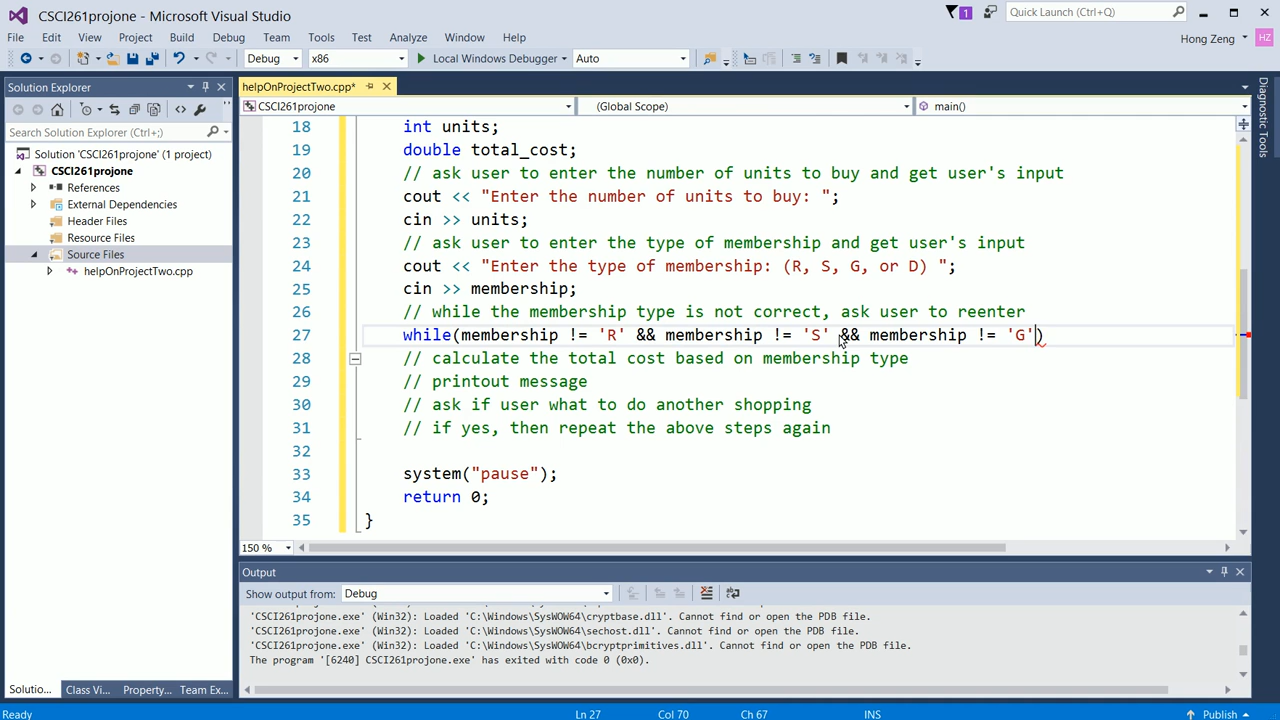 CSCI261projone - Microsoft Visual Studio
1
Quick Launch (Ctrl+Q)
File Edit View Project Build Debug Team Tools Test Analyze Window Help
Hong Zeng
HZ
Debug x86 Local Windows Debugger Auto
Solution Explorer
Search Solution Explorer (Ctrl+;)
Solution 'CSCI261projone' (1 project)
CSCI261projone
References
External Dependencies
Header Files
Resource Files
Source Files
helpOnProjectTwo.cpp
Solutio... Class Vi... Property... Team Ex...
helpOnProjectTwo.cpp*
CSCI261projone (Global Scope) main()
18 int units;
19 double total_cost;
20 // ask user to enter the number of units to buy and get user's input
21 cout << "Enter the number of units to buy: ";
22 cin >> units;
23 // ask user to enter the type of membership and get user's input
24 cout << "Enter the type of membership: (R, S, G, or D) ";
25 cin >> membership;
26 // while the membership type is not correct, ask user to reenter
27 while(membership != 'R' && membership != 'S' && membership != 'G')
28 // calculate the total cost based on membership type
29 // printout message
30 // ask if user what to do another shopping
31 // if yes, then repeat the above steps again
32
33 system("pause");
34 return 0;
35 }
150 %
Diagnostic Tools
Output
Show output from: Debug
'CSCI261projone.exe' (Win32): Loaded 'C:\Windows\SysWOW64\cryptbase.dll'. Cannot find or open the PDB file.
'CSCI261projone.exe' (Win32): Loaded 'C:\Windows\SysWOW64\sechost.dll'. Cannot find or open the PDB file.
'CSCI261projone.exe' (Win32): Loaded 'C:\Windows\SysWOW64\bcryptprimitives.dll'. Cannot find or open the PDB file.
The program '[6240] CSCI261projone.exe' has exited with code 0 (0x0).
Ready Ln 27 Col 70 Ch 67 INS Publish